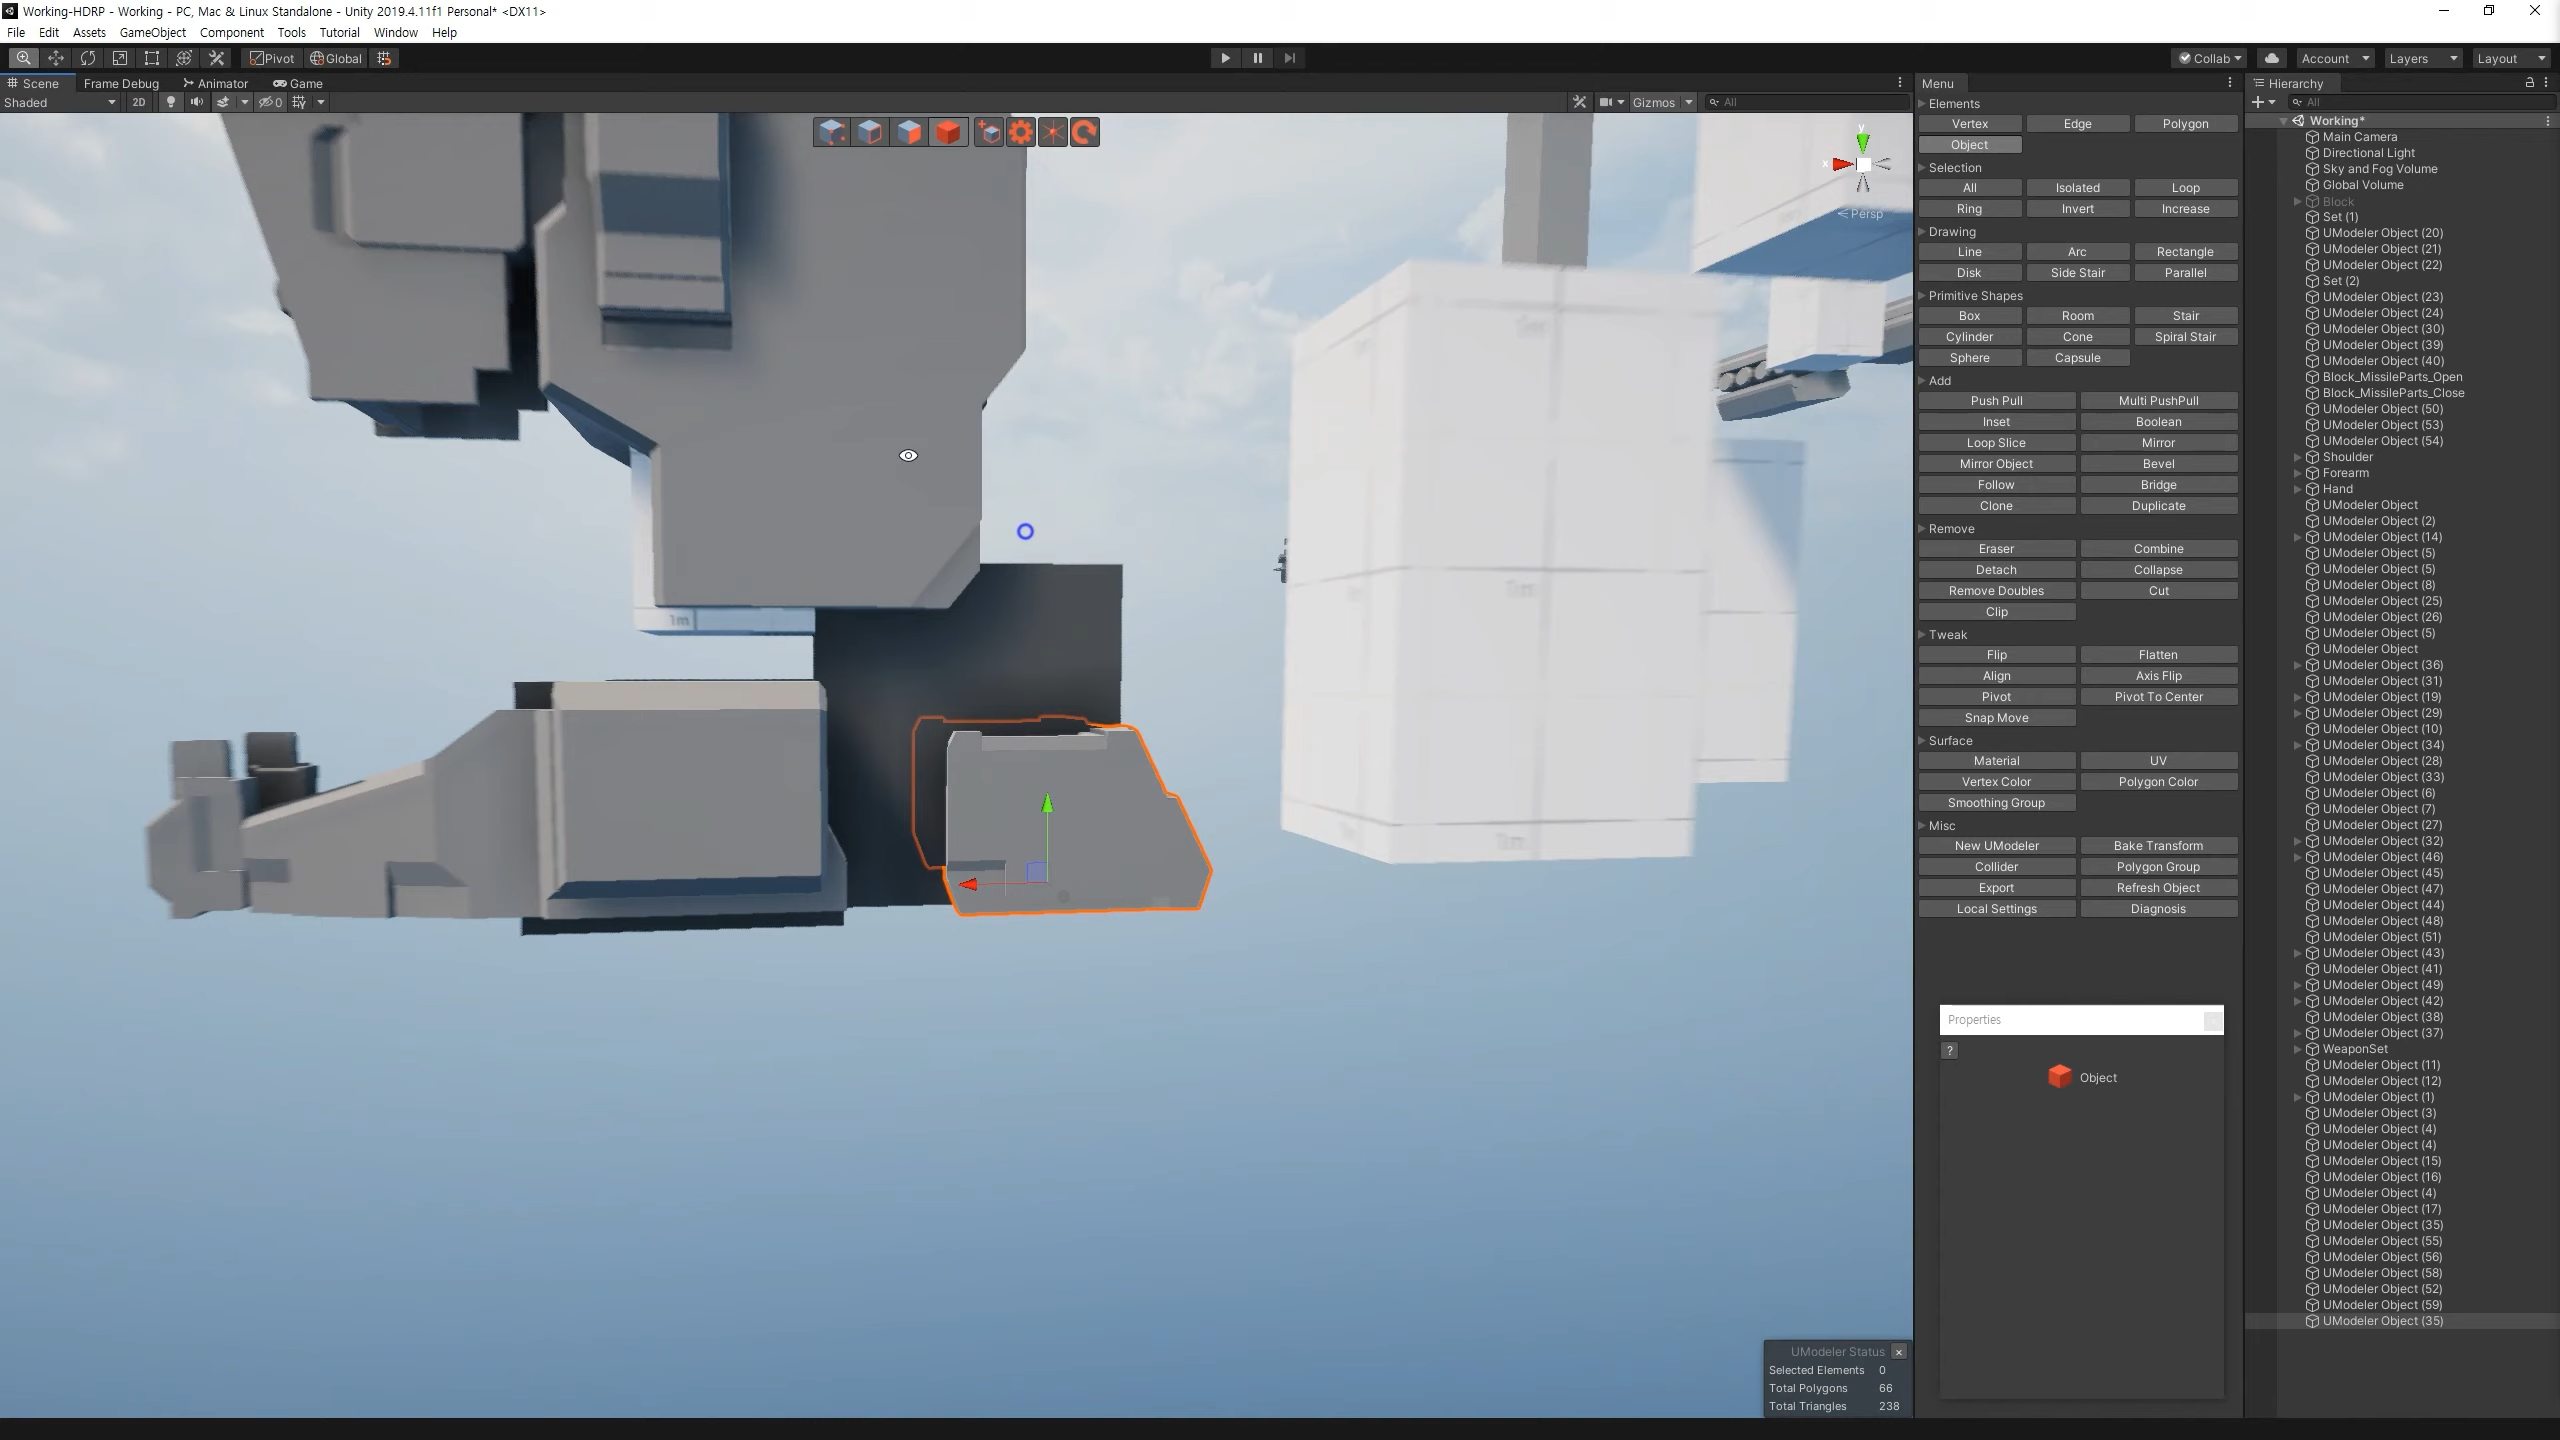 Working-HDRP - Working - PC, Mac & Linux Standalone - Unity 2019.4.11f1 Personal* <DX11>
File Edit Assets GameObject Component Tools Tutorial Window Help
Pivot Global Collab Account Layers Layout
Scene Frame Debug Animator Game
Shaded 2D 0 Gizmos All
y
x
Persp
1m
1m
Menu
Elements
Vertex Edge Polygon
Object
Selection
All Isolated Loop
Ring Invert Increase
Drawing
Line Arc Rectangle
Disk Side Stair Parallel
Primitive Shapes
Box Room Stair
Cylinder Cone Spiral Stair
Sphere Capsule
Add
Push Pull Multi PushPull
Inset Boolean
Loop Slice Mirror
Mirror Object Bevel
Follow Bridge
Clone Duplicate
Remove
Eraser Combine
Detach Collapse
Remove Doubles Cut
Clip
Tweak
Flip Flatten
Align Axis Flip
Pivot Pivot To Center
Snap Move
Surface
Material UV
Vertex Color Polygon Color
Smoothing Group
Misc
New UModeler Bake Transform
Collider Polygon Group
Export Refresh Object
Local Settings Diagnosis
Properties
?
Object
UModeler Status
Selected Elements 0
Total Polygons 66
Total Triangles 238
Hierarchy
All
Working*
Main Camera
Directional Light
Sky and Fog Volume
Global Volume
Block
Set (1)
UModeler Object (20)
UModeler Object (21)
UModeler Object (22)
Set (2)
UModeler Object (23)
UModeler Object (24)
UModeler Object (30)
UModeler Object (39)
UModeler Object (40)
Block_MissileParts_Open
Block_MissileParts_Close
UModeler Object (50)
UModeler Object (53)
UModeler Object (54)
Shoulder
Forearm
Hand
UModeler Object
UModeler Object (2)
UModeler Object (14)
UModeler Object (5)
UModeler Object (5)
UModeler Object (8)
UModeler Object (25)
UModeler Object (26)
UModeler Object (5)
UModeler Object
UModeler Object (36)
UModeler Object (31)
UModeler Object (19)
UModeler Object (29)
UModeler Object (10)
UModeler Object (34)
UModeler Object (28)
UModeler Object (33)
UModeler Object (6)
UModeler Object (7)
UModeler Object (27)
UModeler Object (32)
UModeler Object (46)
UModeler Object (45)
UModeler Object (47)
UModeler Object (44)
UModeler Object (48)
UModeler Object (51)
UModeler Object (43)
UModeler Object (41)
UModeler Object (49)
UModeler Object (42)
UModeler Object (38)
UModeler Object (37)
WeaponSet
UModeler Object (11)
UModeler Object (12)
UModeler Object (1)
UModeler Object (3)
UModeler Object (4)
UModeler Object (4)
UModeler Object (15)
UModeler Object (16)
UModeler Object (4)
UModeler Object (17)
UModeler Object (35)
UModeler Object (55)
UModeler Object (56)
UModeler Object (58)
UModeler Object (52)
UModeler Object (59)
UModeler Object (35)